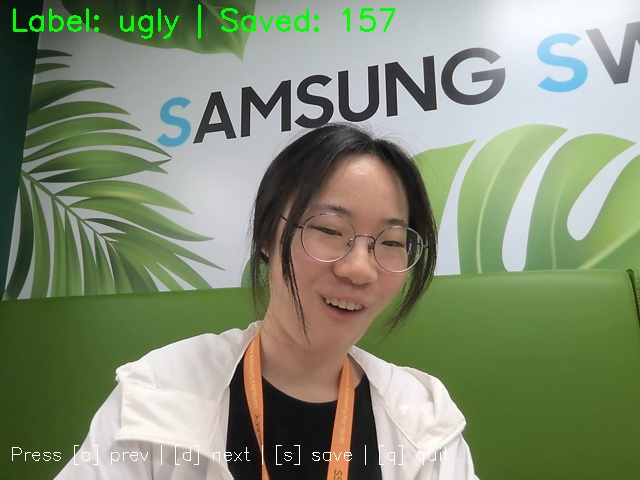 Label: ugly | Saved: 157
SAMSUNG SW
Press [a] prev | [d] next | [s] save | [q] quit